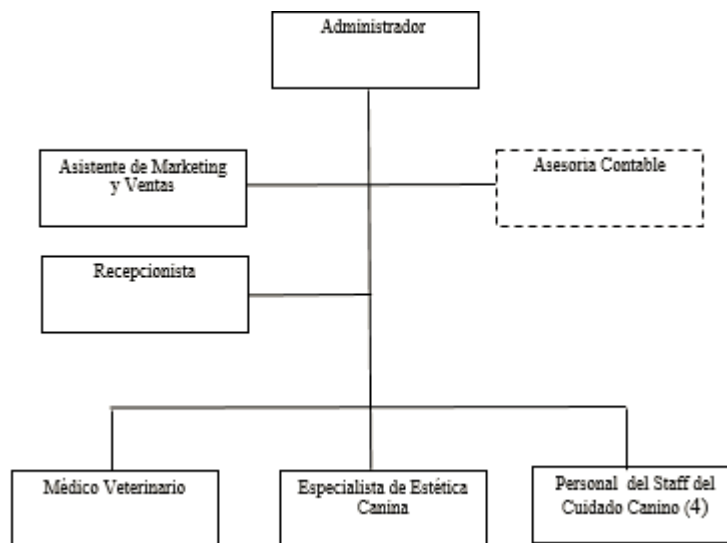 Administrador
Asistente de Marketing
y Ventas
Asesoria Contable
Recepcionista
Médico Veterinario
Especialista de Estética
Canina
Personal del Staff del
Cuidado Canino (4)